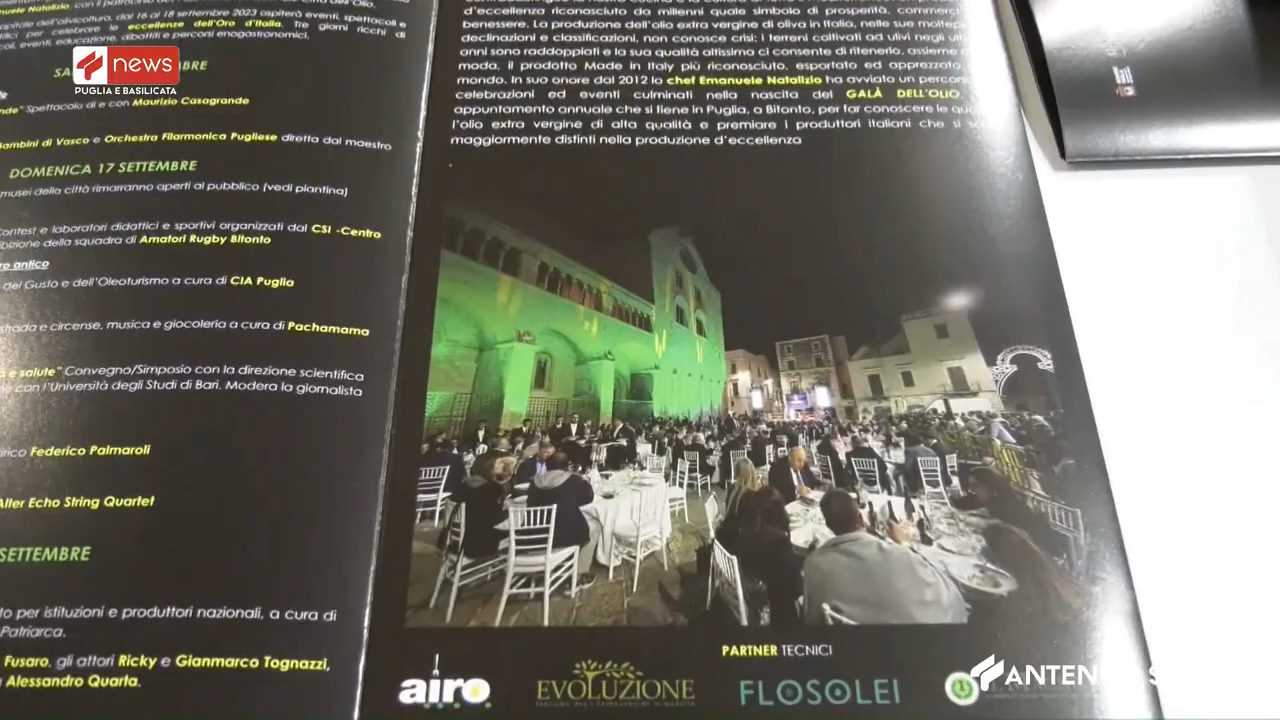 news
PUGLIA E BASILICATA
Natalizio, con il patrocinio
dell'olivicoltura, dal 16 al 18 settembre 2023 ospiterà eventi, spettacoli e
per celebrare le eccellenze dell'Oro d'Italia. Tre giorni ricchi di
eventi, educazione, dibattiti e percorsi enogastronomici.
Spettacolo di e con Maurizio Casagrande
Bambini di Vasco e Orchestra Filarmonica Pugliese diretta dal maestro
DOMENICA 17 SETTEMBRE
musei della città rimarranno aperti al pubblico (vedi piantina)
Contest e laboratori didattici e sportivi organizzati dal CSI -Centro
della squadra di Amatori Rugby Bitonto
antico
del Gusto e dell'Oleoturismo a cura di CIA Puglia
strada e circense, musica e giocoleria a cura di Pachamama
è salute" Convegno/Simposio con la direzione scientifica
con l'Università degli Studi di Bari. Modera la giornalista
Federico Palmaroli
Alter Echo String Quartet
SETTEMBRE
per istituzioni e produttori nazionali, a cura di
Patriarca.
Fusaro, gli attori Ricky e Gianmarco Tognazzi,
Alessandro Quarta.
d'eccellenza riconosciuto da millenni quale simbolo di prosperità,
benessere. La produzione dell'olio extra vergine di oliva in Italia, nelle sue
declinazioni e classificazioni, non conosce crisi: i terreni coltivati ad ulivi negli
anni sono raddoppiati e la sua qualità altissima ci consente di ritenerlo, assieme
moda, il prodotto Made in Italy più riconosciuto, esportato ed apprezzato
mondo. In suo onore dal 2012 lo chef Emanuele Natalizio ha avviato un
celebrazioni ed eventi culminati nella nascita del GALÀ DELL'OLIO,
appuntamento annuale che si tiene in Puglia, a Bitonto, per far conoscere le
l'olio extra vergine di alta qualità e premiare i produttori italiani che si
maggiormente distinti nella produzione d'eccellenza
PARTNER TECNICI
airo
EVOLUZIONE
FLOSOLEI